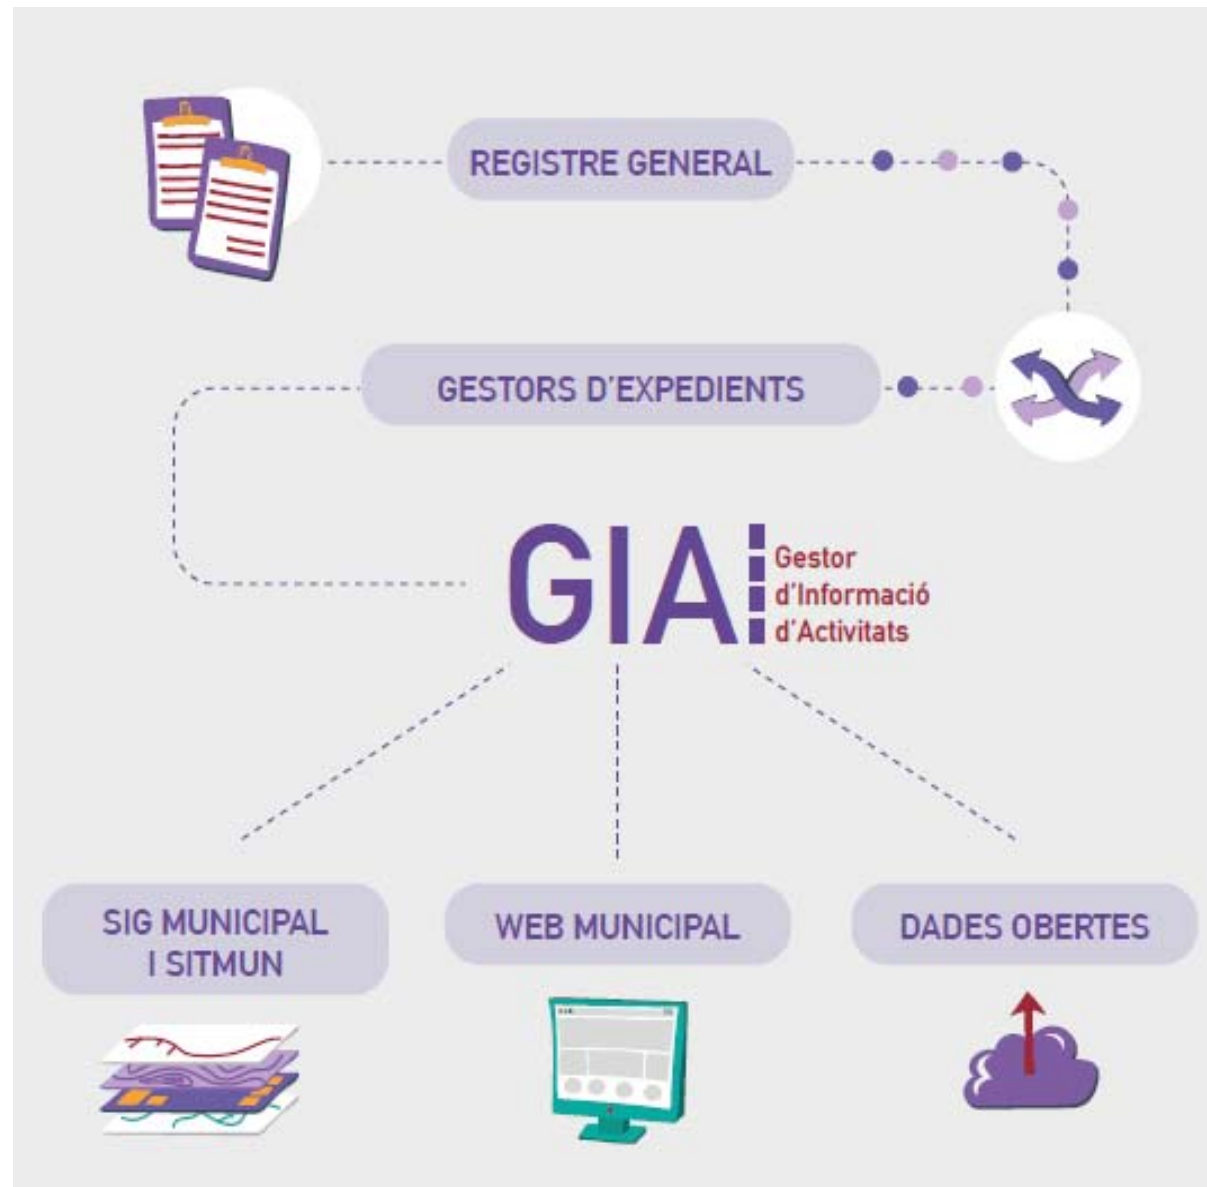 REGISTRE GENERAL
GESTORS D'EXPEDIENTS
GIA
Gestor
d'Informació
d'Activitats
SIG MUNICIPAL
I SITMUN
WEB MUNICIPAL
DADES OBERTES